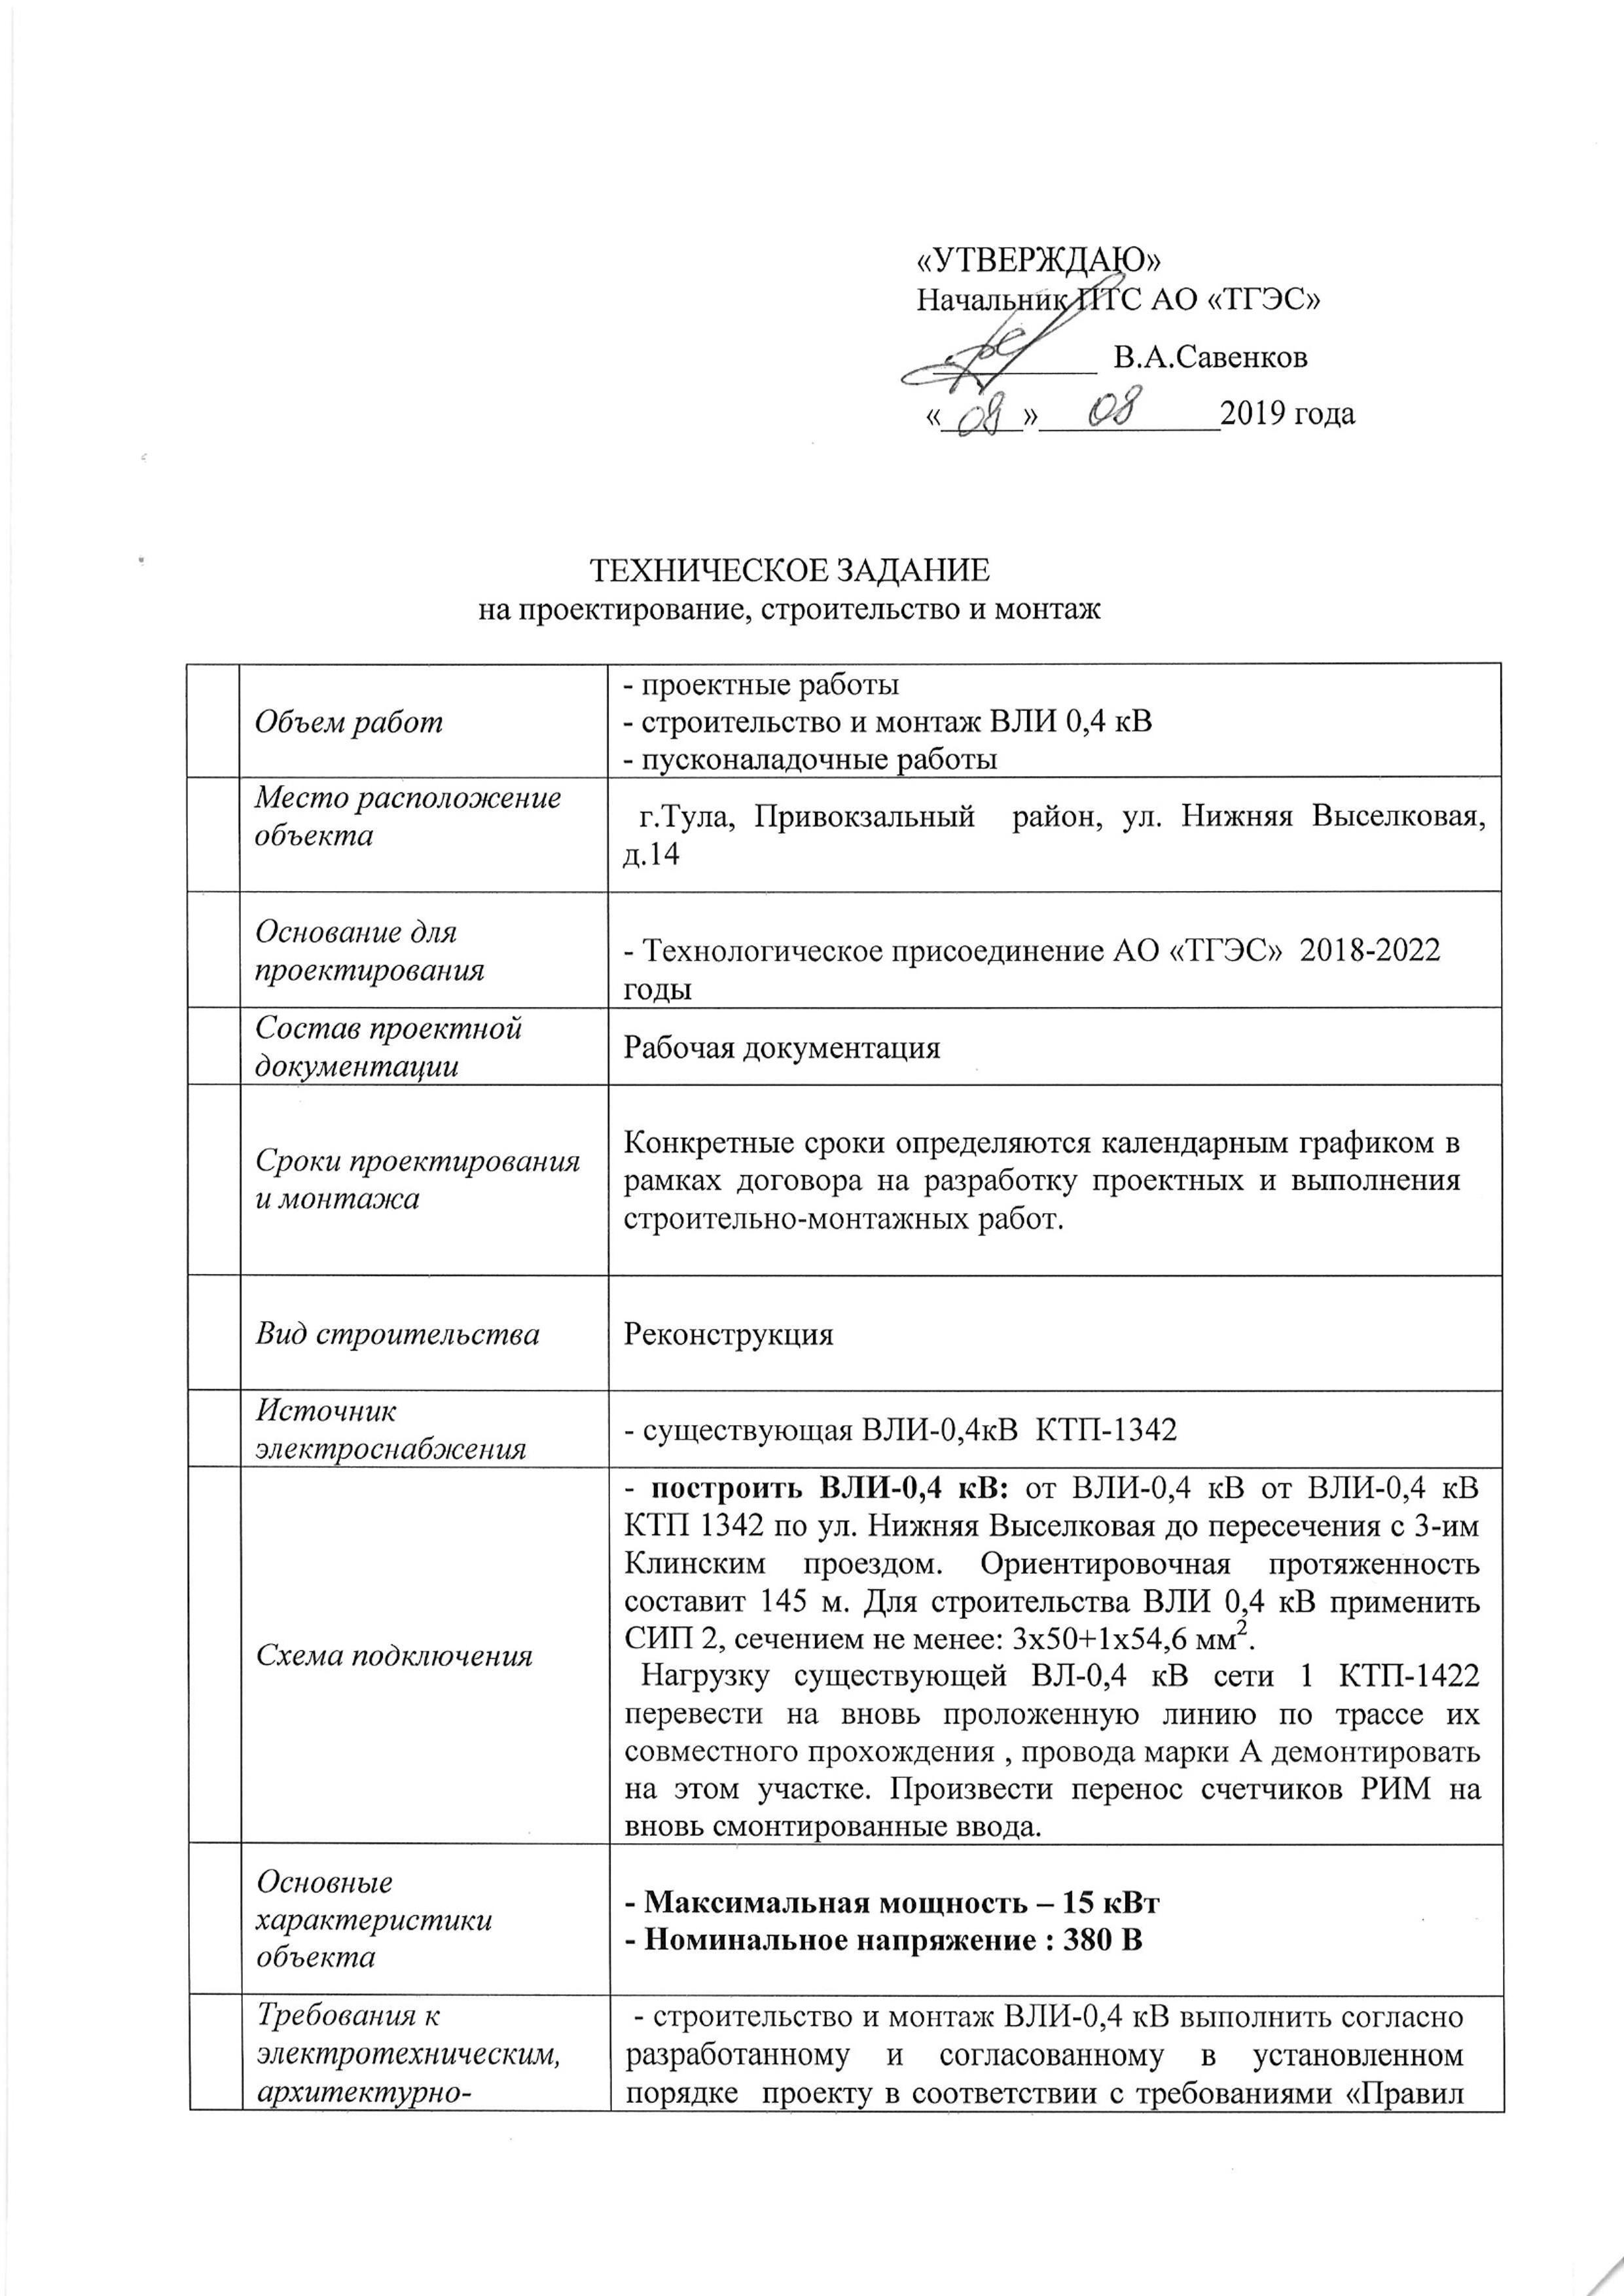 «УТВЕРЖДАЮ»
Начальник ПТС АО «ТГЭС»
В.А.Савенков
«08» 08 2019 года
ТЕХНИЧЕСКОЕ ЗАДАНИЕ
на проектирование, строительство и монтаж
Объем работ
- проектные работы
- строительство и монтаж ВЛИ 0,4 кВ
- пусконаладочные работы
Место расположение
объекта
г.Тула, Привокзальный район, ул. Нижняя Выселковая,
д.14
Основание для
проектирования
- Технологическое присоединение АО «ТГЭС» 2018-2022
годы
Состав проектной
документации
Рабочая документация
Сроки проектирования
и монтажа
Конкретные сроки определяются календарным графиком в
рамках договора на разработку проектных и выполнения
строительно-монтажных работ.
Вид строительства
Реконструкция
Источник
электроснабжения
- существующая ВЛИ-0,4кВ КТП-1342
Схема подключения
- построить ВЛИ-0,4 кВ: от ВЛИ-0,4 кВ от ВЛИ-0,4 кВ
КТП 1342 по ул. Нижняя Выселковая до пересечения с 3-им
Клинским проездом. Ориентировочная протяженность
составит 145 м. Для строительства ВЛИ 0,4 кВ применить
СИП 2, сечением не менее: 3х50+1х54,6 мм².
Нагрузку существующей ВЛ-0,4 кВ сети 1 КТП-1422
перевести на вновь проложенную линию по трассе их
совместного прохождения , провода марки А демонтировать
на этом участке. Произвести перенос счетчиков РИМ на
вновь смонтированные ввода.
Основные
характеристики
объекта
- Максимальная мощность – 15 кВт
- Номинальное напряжение : 380 В
Требования к
электротехническим,
архитектурно-
- строительство и монтаж ВЛИ-0,4 кВ выполнить согласно
разработанному и согласованному в установленном
порядке проекту в соответствии с требованиями «Правил